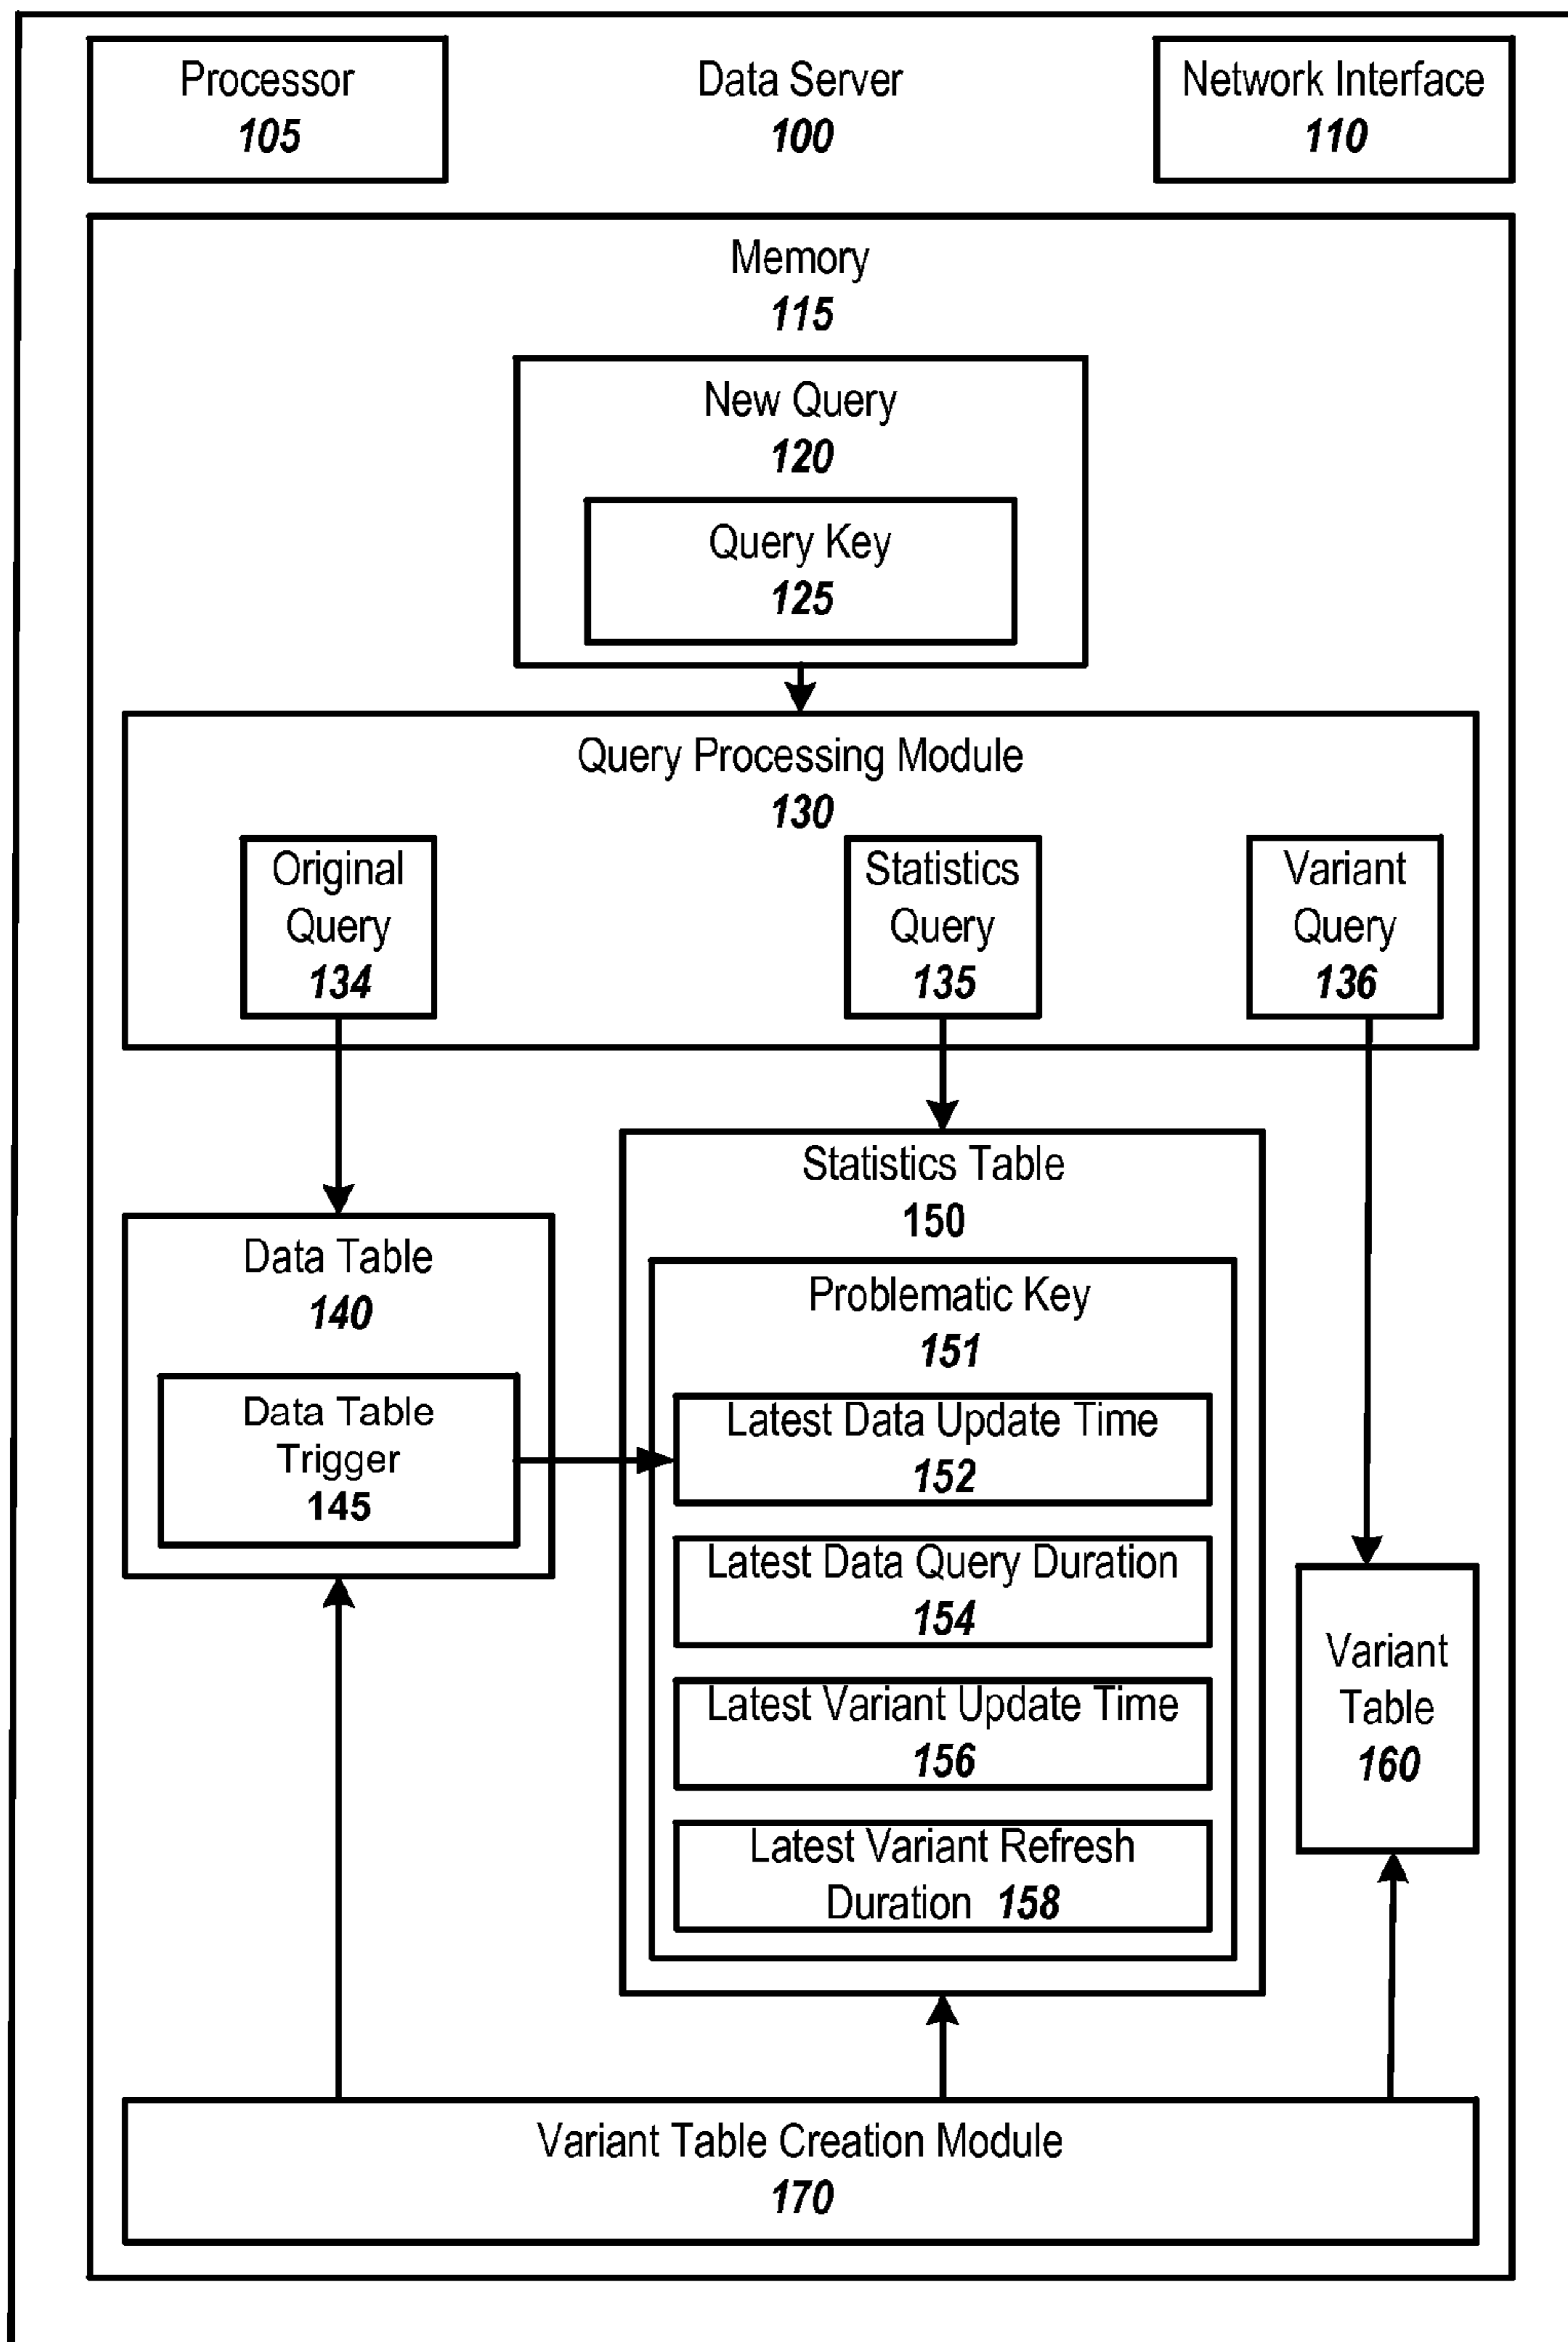 Processor
105
Data Server
100
Network Interface
110
Memory
115
New Query
120
Query Key
125
Query Processing Module
130
Original
Query
134
Statistics
Query
135
Variant
Query
136
Data Table
140
Data Table
Trigger
145
Statistics Table
150
Problematic Key
151
Latest Data Update Time
152
Latest Data Query Duration
154
Latest Variant Update Time
156
Latest Variant Refresh
Duration 158
Variant
Table
160
Variant Table Creation Module
170